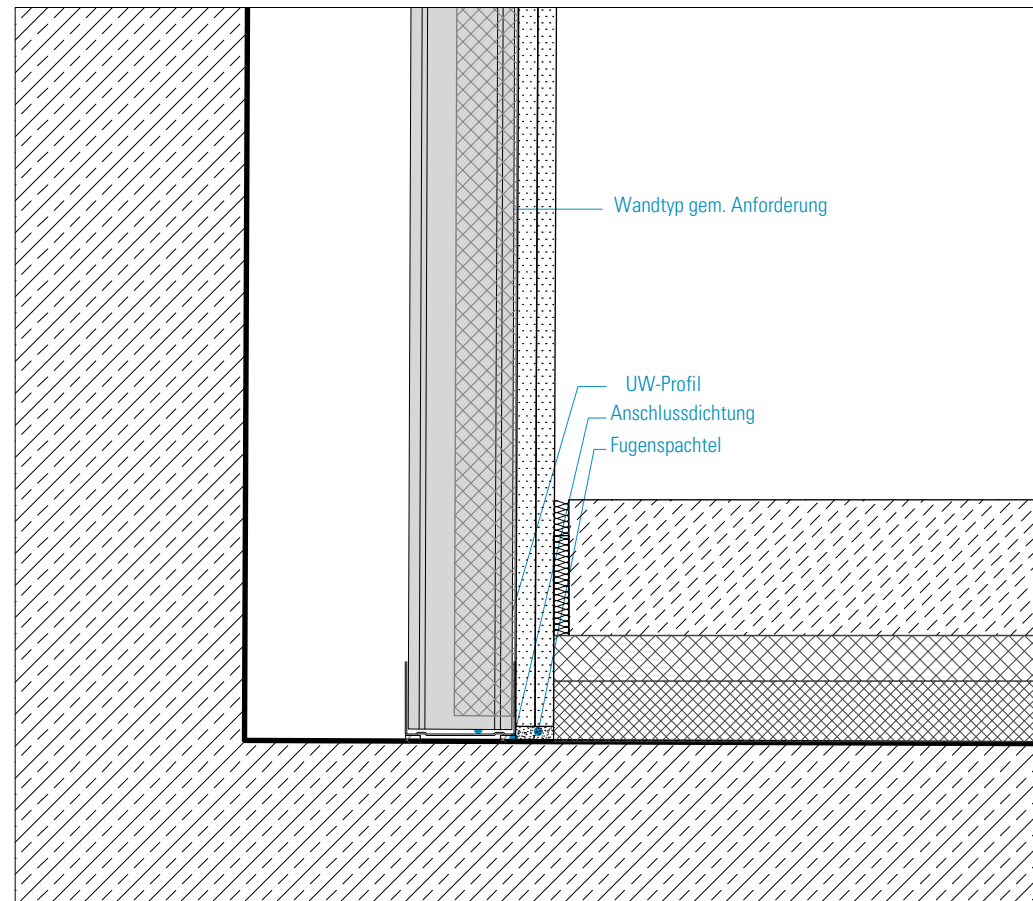 Wandtyp gem. Anforderung
UW-Profil
Anschlussdichtung
Fugenspachtel